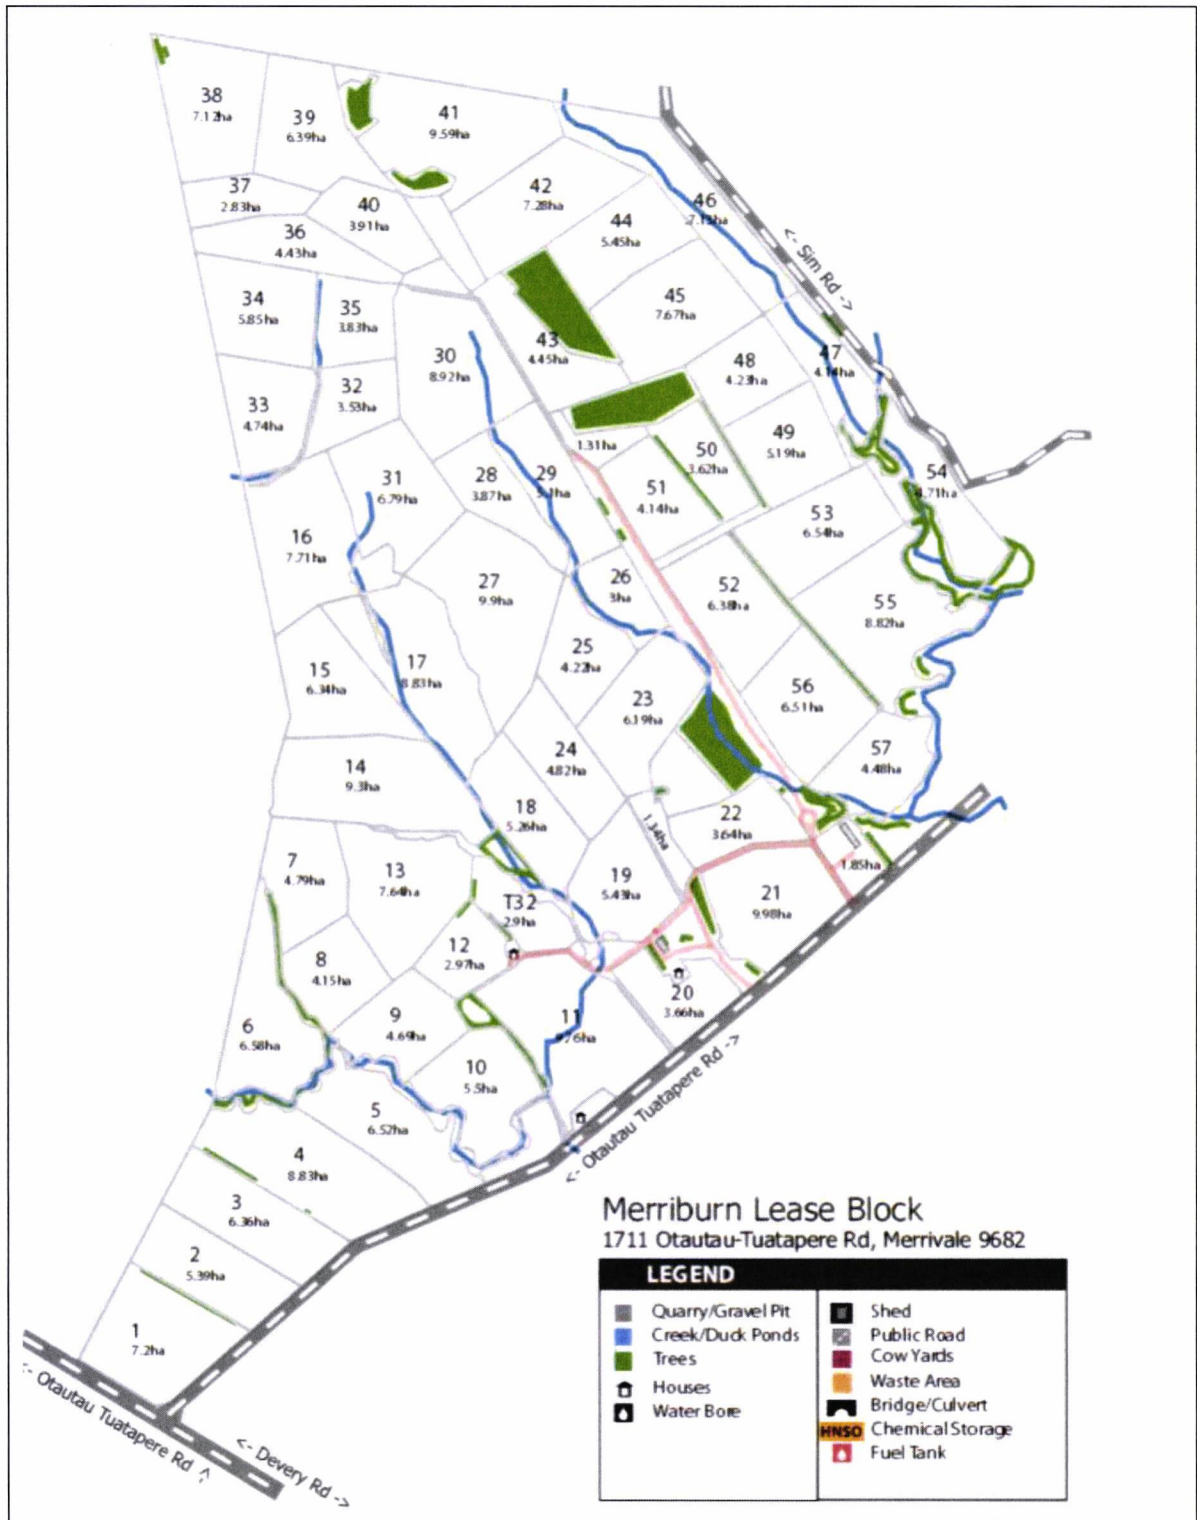 38
7.12ha
39
6.39ha
41
9.59ha
37
2.83ha
40
3.91ha
42
7.28ha
46
7.13ha
36
4.43ha
44
5.45ha
<- Sim Rd ->
34
5.85ha
35
3.83ha
45
7.67ha
30
8.92ha
43
4.45ha
47
4.14ha
48
4.23ha
33
4.74ha
32
3.53ha
1.31ha
50
3.62ha
49
5.19ha
31
6.79ha
28
3.87ha
29
51
4.14ha
54
4.71ha
16
7.71ha
53
6.54ha
27
9.9ha
26
3ha
52
6.38ha
55
8.82ha
15
6.34ha
17
8.83ha
25
4.22ha
23
6.19ha
56
6.51ha
14
9.3ha
24
4.82ha
57
4.48ha
18
5.26ha
1.34ha
22
3.64ha
7
4.79ha
13
7.64ha
19
5.43ha
1.85ha
T32
2.9ha
21
9.98ha
12
2.97ha
8
4.15ha
20
3.66ha
6
6.58ha
9
4.69ha
11
9.76ha
10
5.5ha
5
6.52ha
<- Otautau Tuatapere Rd ->
4
8.83ha
3
6.36ha
2
5.39ha
1
7.2ha
<- Otautau Tuatapere Rd ->
<- Devery Rd ->
Merriburn Lease Block
1711 Otautau-Tuatapere Rd, Merrivale 9682
LEGEND
Quarry/Gravel Pit
Creek/Duck Ponds
Trees
Houses
Water Bore
Shed
Public Road
Cow Yards
Waste Area
Bridge/Culvert
HNSO Chemical Storage
Fuel Tank